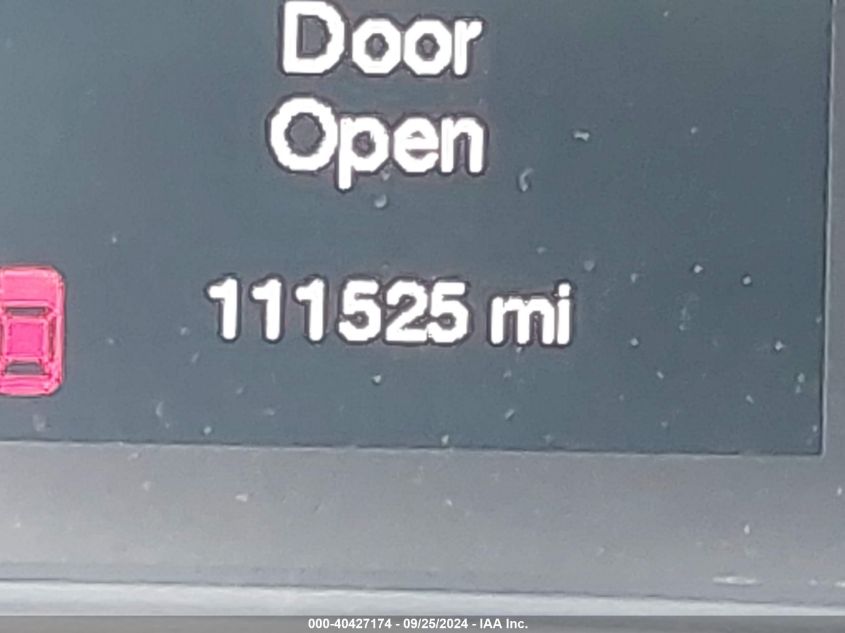 Door
Open
111525 mi
000-40427174 - 09/25/2024 - IAA, Inc.